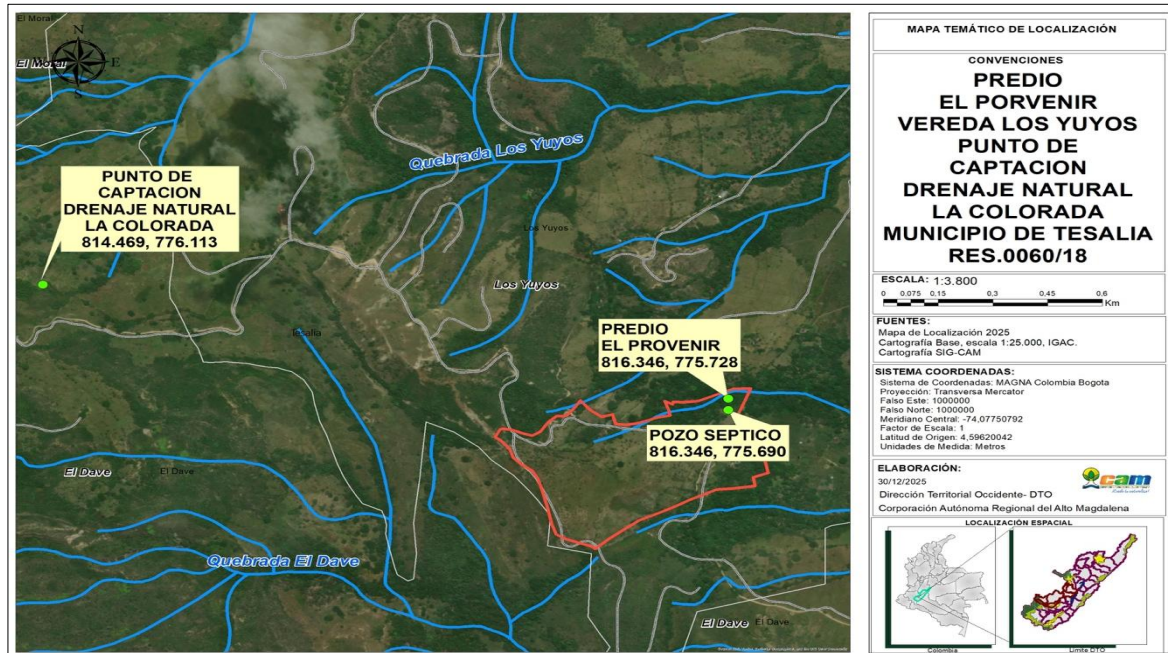 El Moral
N
E
S
El Moral
Quebrada Los Yuyos
PUNTO DE
CAPTACION
DRENAJE NATURAL
LA COLORADA
814.469, 776.113
Los Yuyos
Los Yuyos
Tesalia
PREDIO
EL PROVENIR
816.346, 775.728
POZO SEPTICO
816.346, 775.690
El Dave
El Dave
Quebrada El Dave
El Dave
El Dave
MAPA TEMÁTICO DE LOCALIZACIÓN
CONVENCIONES
PREDIO
EL PORVENIR
VEREDA LOS YUYOS
PUNTO DE
CAPTACION
DRENAJE NATURAL
LA COLORADA
MUNICIPIO DE TESALIA
RES.0060/18
ESCALA: 1:3.800
0 0,075 0,15 0,3 0,45 0,6
Km
FUENTES:
Mapa de Localización 2025
Cartografía Base, escala 1:25.000, IGAC.
Cartografía SIG-CAM
SISTEMA COORDENADAS:
Sistema de Coordenadas: MAGNA Colombia Bogota
Proyección: Transversa Mercator
Falso Este: 1000000
Falso Norte: 1000000
Meridiano Central: -74,07750792
Factor de Escala: 1
Latitud de Origen: 4,59620042
Unidades de Medida: Metros
ELABORACIÓN:
30/12/2025
Dirección Territorial Occidente- DTO
Corporación Autónoma Regional del Alto Magdalena
cam
LOCALIZACIÓN ESPACIAL
Colombia
Limite DTO